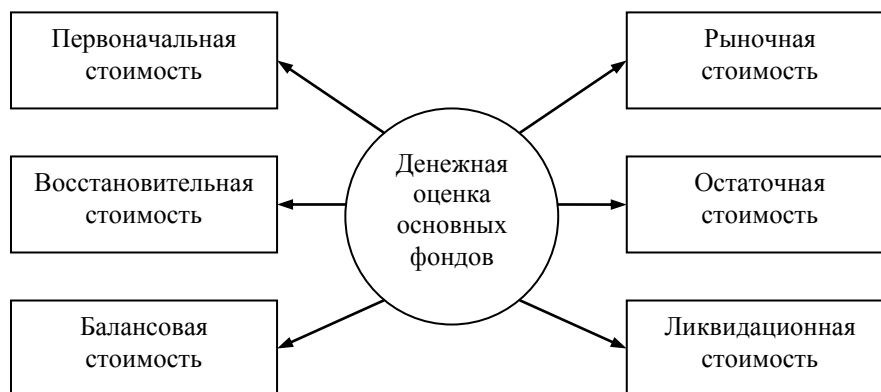 Первоначальная
стоимость
Рыночная
стоимость
Денежная
оценка
основных
фондов
Восстановительная
стоимость
Остаточная
стоимость
Балансовая
стоимость
Ликвидационная
стоимость